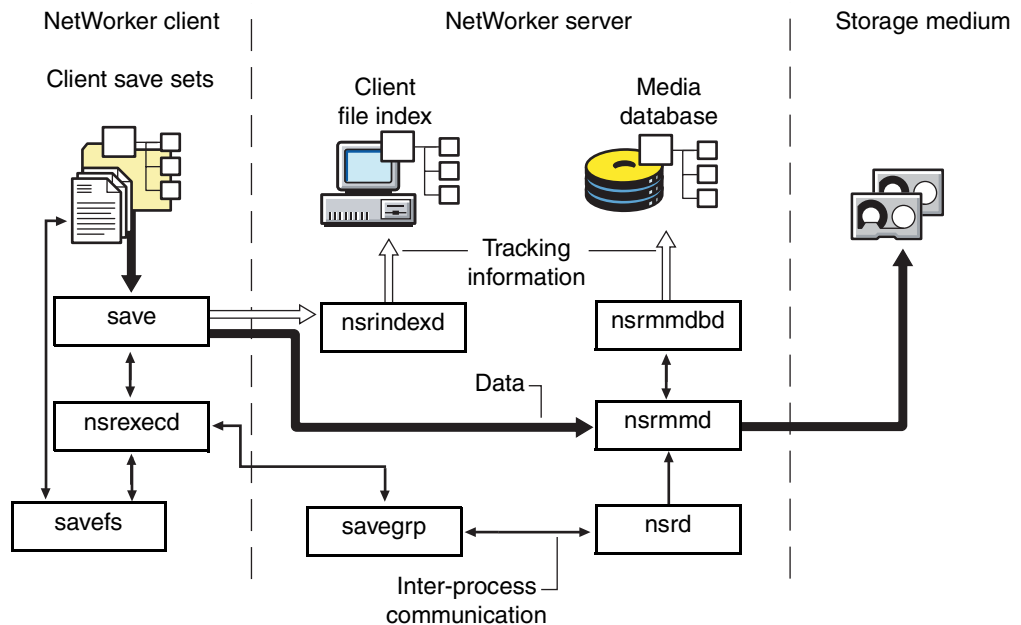 NetWorker client
NetWorker server
Storage medium
Client save sets
Client
file index
Media
database
Tracking
information
save
nsrindexd
nsrmmdbd
Data
nsrexecd
nsrmmd
savefs
savegrp
nsrd
Inter-process
communication